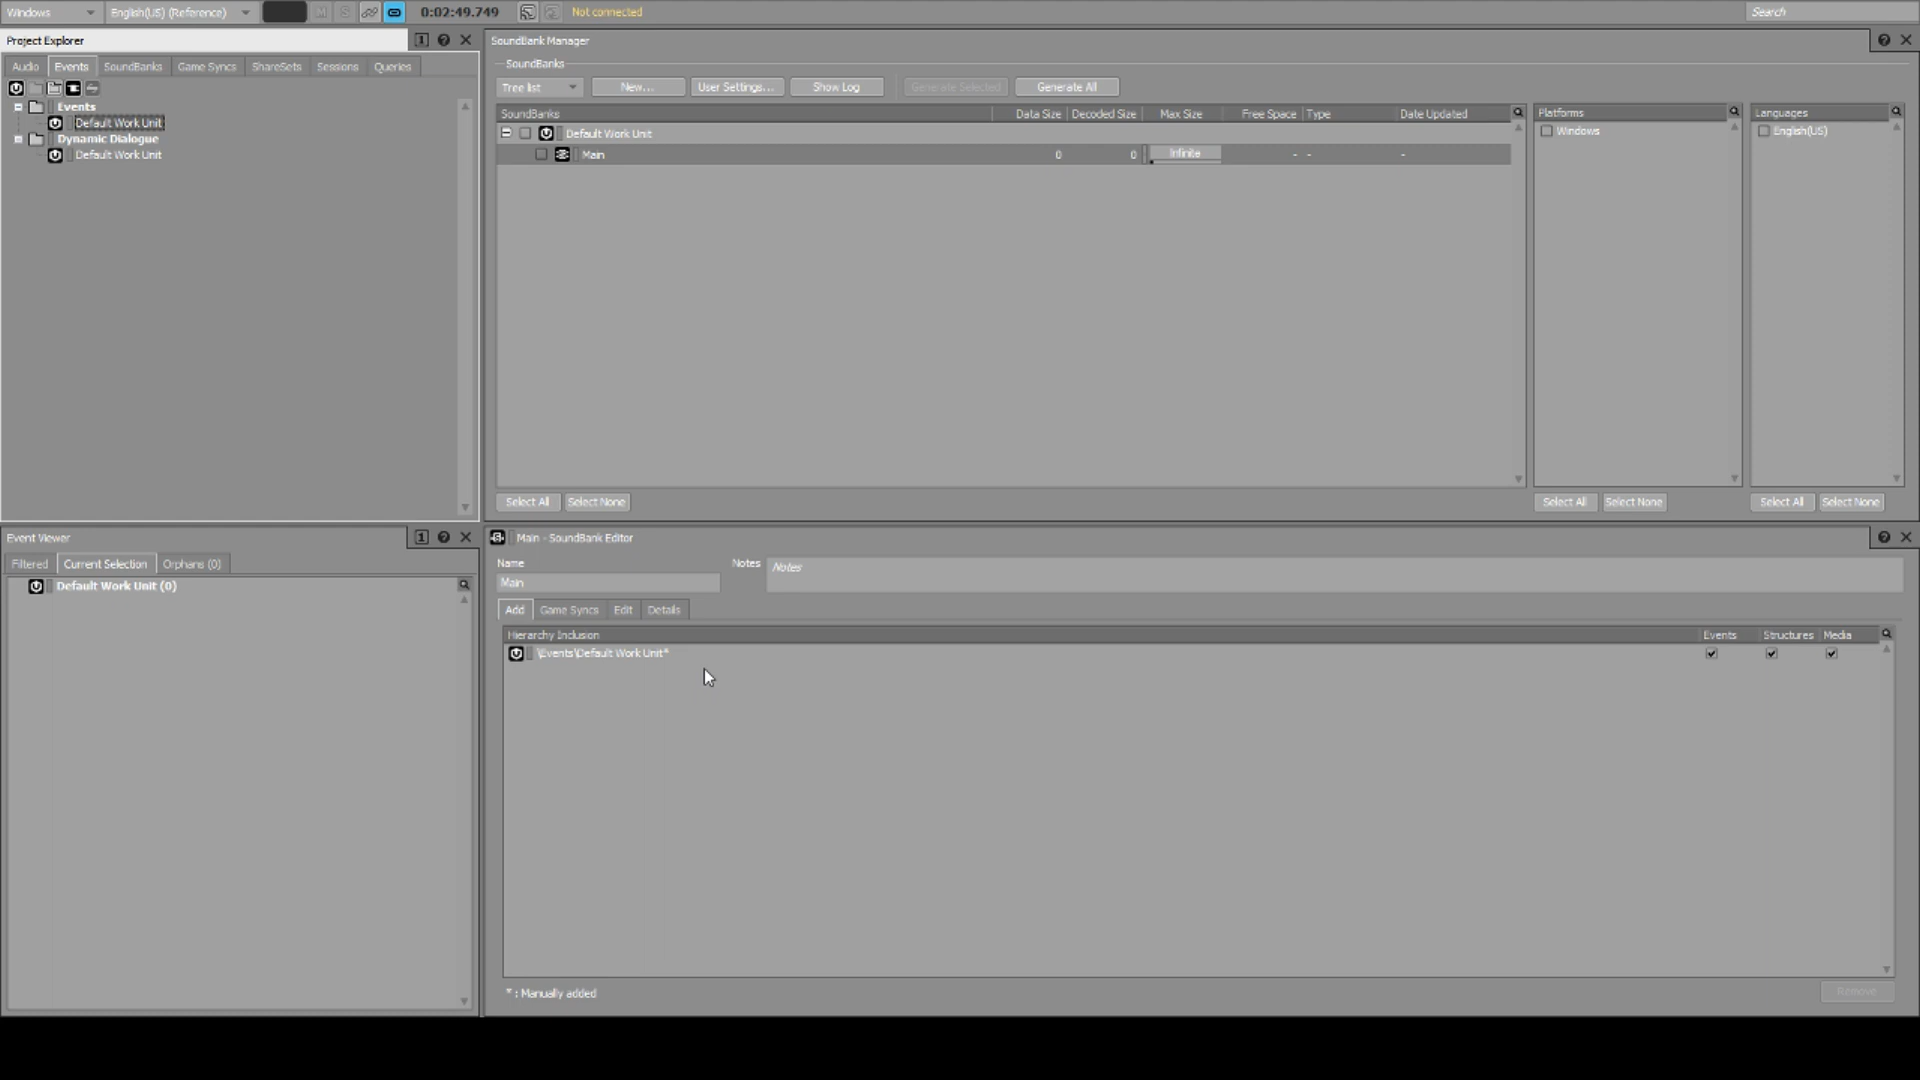 Windows English(US) (Reference) M S 0:02:49.749 Not connected Search
Project Explorer 1
Audio Events SoundBanks Game Syncs ShareSets Sessions Queries
Events
Default Work Unit
Dynamic Dialogue
Default Work Unit
SoundBank Manager
SoundBanks
Tree list New... User Settings... Show Log Generate Selected Generate All
SoundBanks Data Size Decoded Size Max Size Free Space Type Date Updated
Default Work Unit
Main 0 0 Infinite - - -
Select All Select None
Platforms
Windows
Select All Select None
Languages
English(US)
Select All Select None
Event Viewer 1
Filtered Current Selection Orphans (0)
Default Work Unit (0)
Main - SoundBank Editor
Name Notes Notes
Main
Add Game Syncs Edit Details
Hierarchy Inclusion Events Structures Media
\Events\Default Work Unit*
* : Manually added
Remove